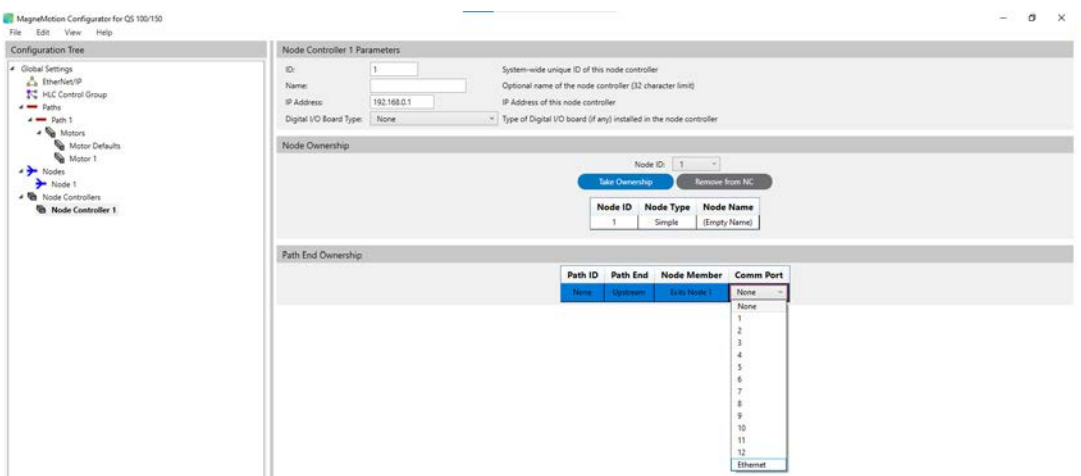 MagneMotion Configurator for QS 100/150
File Edit View Help
Configuration Tree
Global Settings
EtherNet/IP
HLC Control Group
Paths
Path 1
Motors
Motor Defaults
Motor 1
Nodes
Node 1
Node Controllers
Node Controller 1
Node Controller 1 Parameters
ID: 1 System-wide unique ID of this node controller
Name: Optional name of the node controller (32 character limit)
IP Address: 192.168.0.1 IP Address of this node controller
Digital I/O Board Type: None Type of Digital I/O board (if any) installed in the node controller
Node Ownership
Node ID: 1
Take Ownership Remove from NC
Node ID Node Type Node Name
1 Simple (Empty Name)
Path End Ownership
Path ID Path End Node Member Comm Port
None Upstream Exits Node 1 None
None
1
2
3
4
5
6
7
8
9
10
11
12
Ethernet